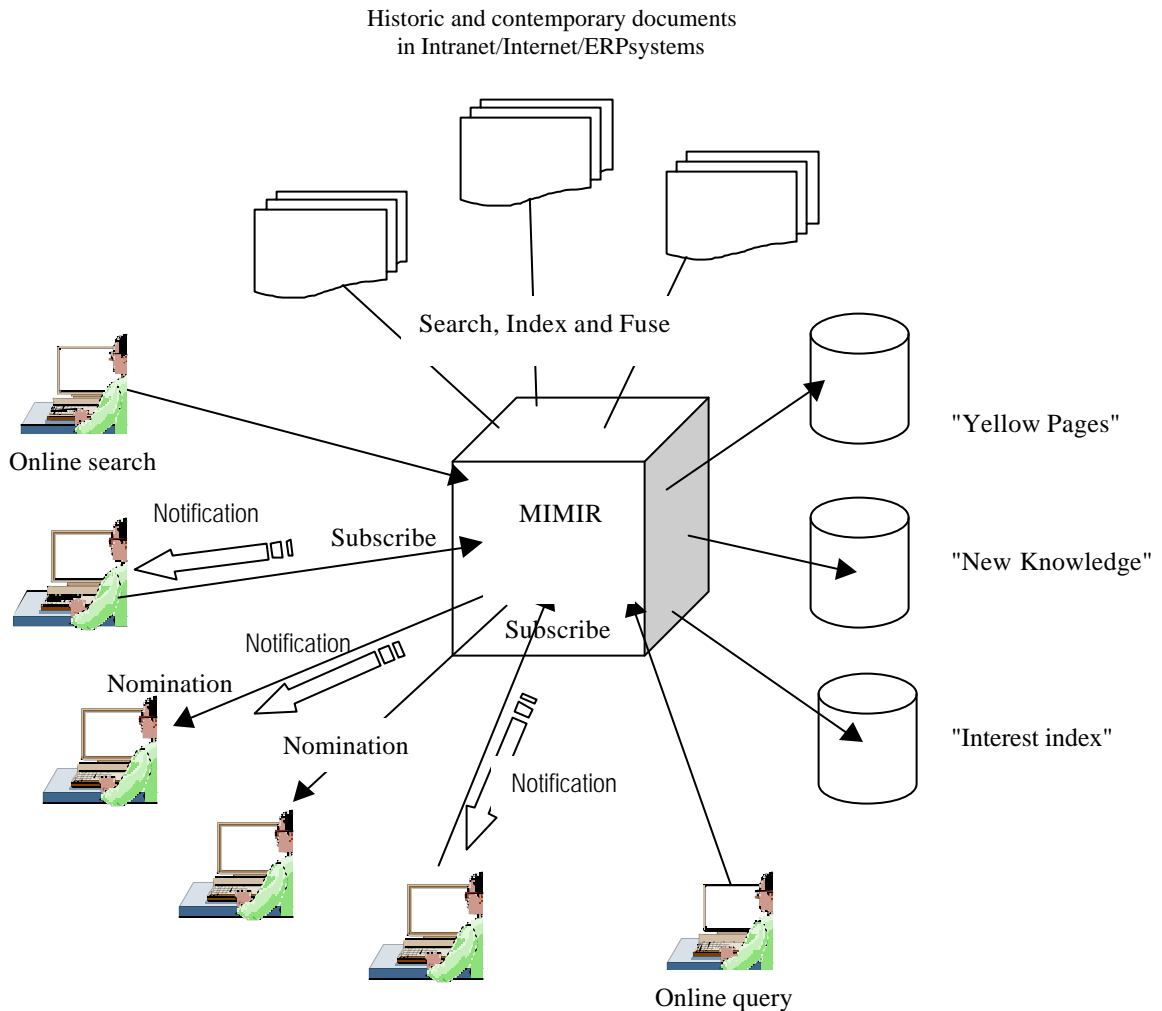 Historic and contemporary documents
in Intranet/Internet/ERPsystems
Search, Index and Fuse
"Yellow Pages"
Online search
Notification
Subscribe
MIMIR
"New Knowledge"
Notification
Subscribe
Nomination
Nomination
"Interest index"
Notification
Online query